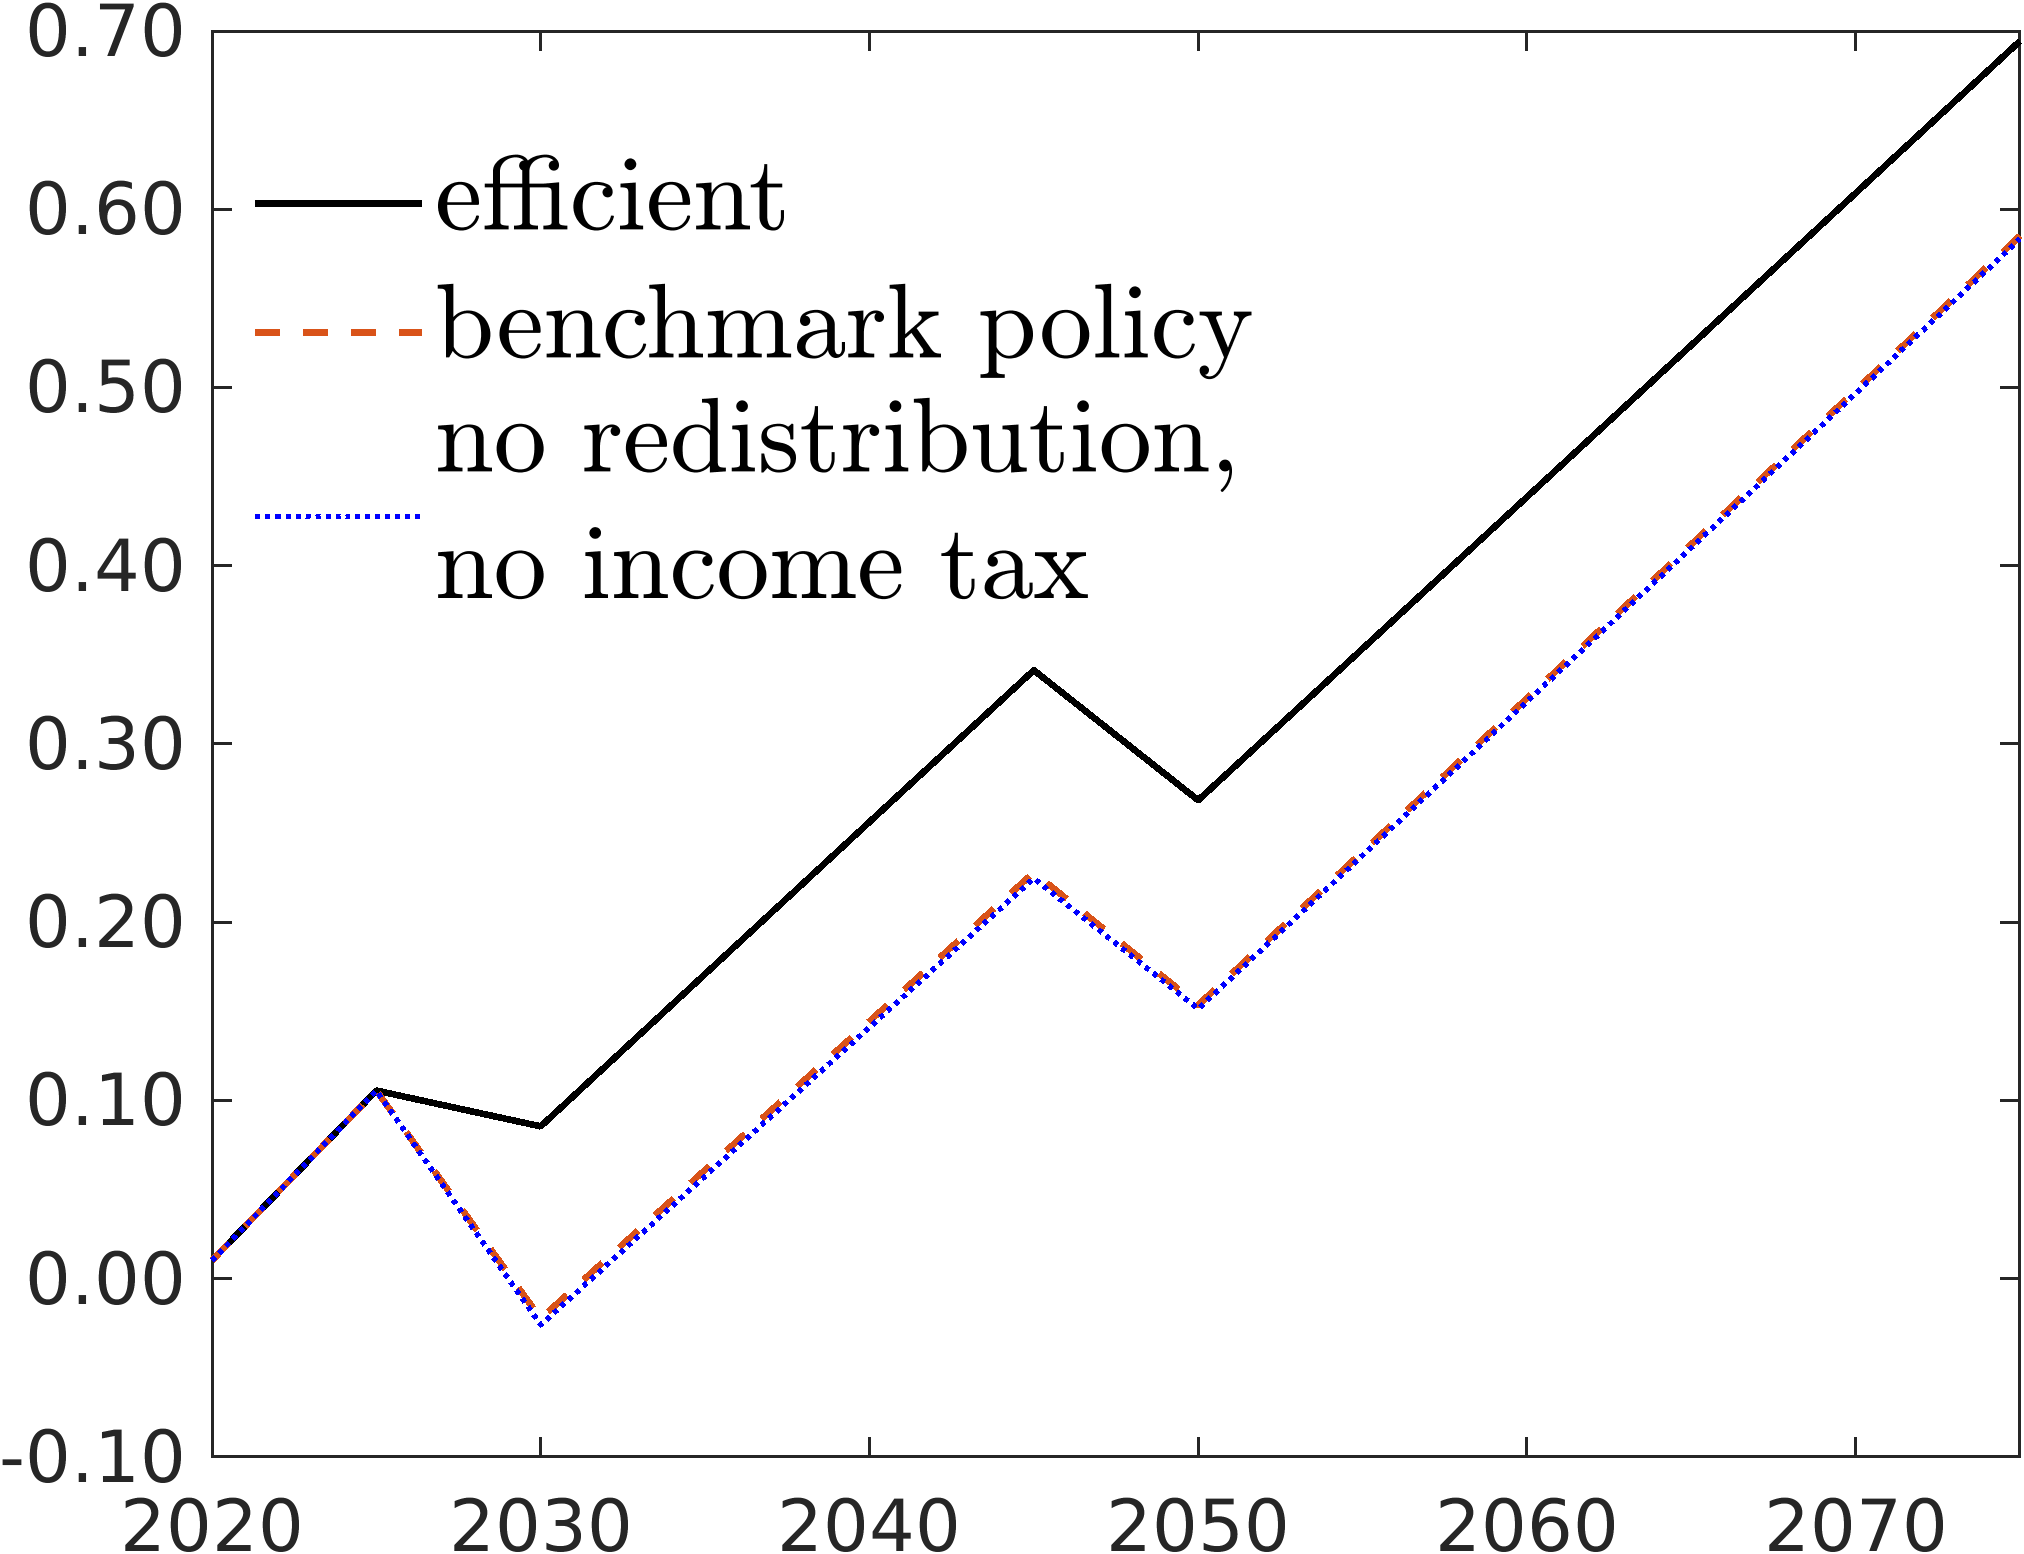 0.70
0.60
0.50
0.40
0.30
0.20
0.10
0.00
-0.10
efficient
benchmark policy
no redistribution,
no income tax
2020 2030 2040 2050 2060 2070